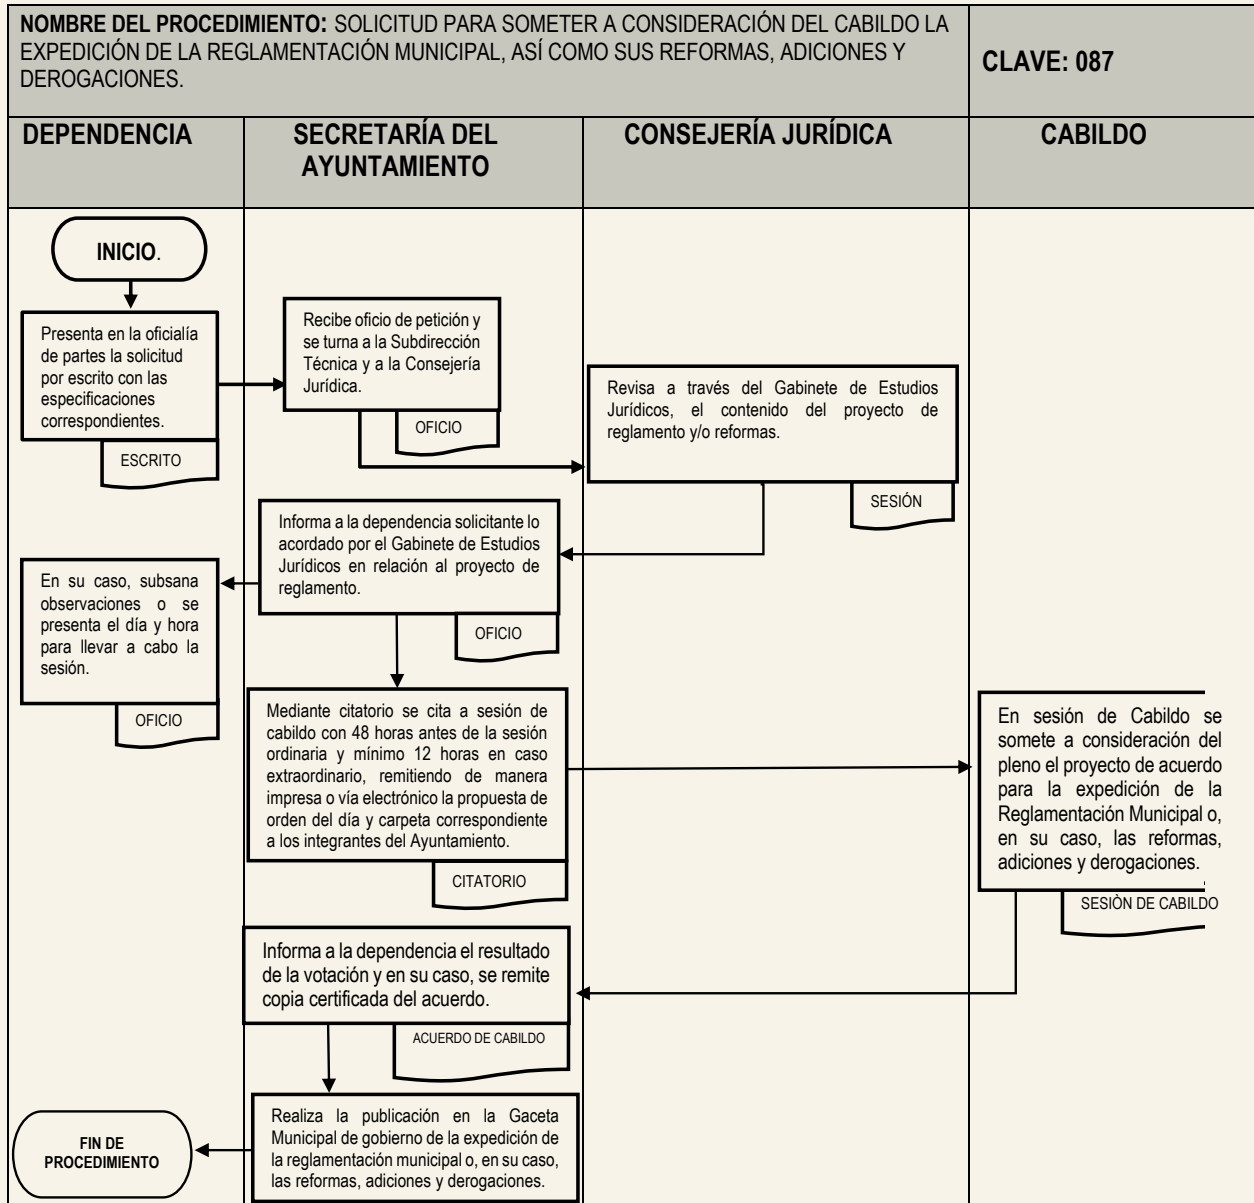 NOMBRE DEL PROCEDIMIENTO: SOLICITUD PARA SOMETER A CONSIDERACIÓN DEL CABILDO LA
EXPEDICIÓN DE LA REGLAMENTACIÓN MUNICIPAL, ASÍ COMO SUS REFORMAS, ADICIONES Y
DEROGACIONES.
CLAVE: 087
DEPENDENCIA
SECRETARÍA DEL
AYUNTAMIENTO
CONSEJERÍA JURÍDICA
CABILDO
INICIO.
Presenta en la oficialía
de partes la solicitud
por escrito con las
especificaciones
correspondientes.
ESCRITO
Recibe oficio de petición y
se turna a la Subdirección
Técnica y a la Consejería
Jurídica.
OFICIO
Revisa a través del Gabinete de Estudios
Jurídicos, el contenido del proyecto de
reglamento y/o reformas.
SESIÓN
Informa a la dependencia solicitante lo
acordado por el Gabinete de Estudios
Jurídicos en relación al proyecto de
reglamento.
OFICIO
En su caso, subsana
observaciones o se
presenta el día y hora
para llevar a cabo la
sesión.
OFICIO
Mediante citatorio se cita a sesión de
cabildo con 48 horas antes de la sesión
ordinaria y mínimo 12 horas en caso
extraordinario, remitiendo de manera
impresa o vía electrónico la propuesta de
orden del día y carpeta correspondiente
a los integrantes del Ayuntamiento.
CITATORIO
En sesión de Cabildo se
somete a consideración del
pleno el proyecto de acuerdo
para la expedición de la
Reglamentación Municipal o,
en su caso, las reformas,
adiciones y derogaciones.
SESIÒN DE CABILDO
Informa a la dependencia el resultado
de la votación y en su caso, se remite
copia certificada del acuerdo.
ACUERDO DE CABILDO
Realiza la publicación en la Gaceta
Municipal de gobierno de la expedición de
la reglamentación municipal o, en su caso,
las reformas, adiciones y derogaciones.
FIN DE
PROCEDIMIENTO